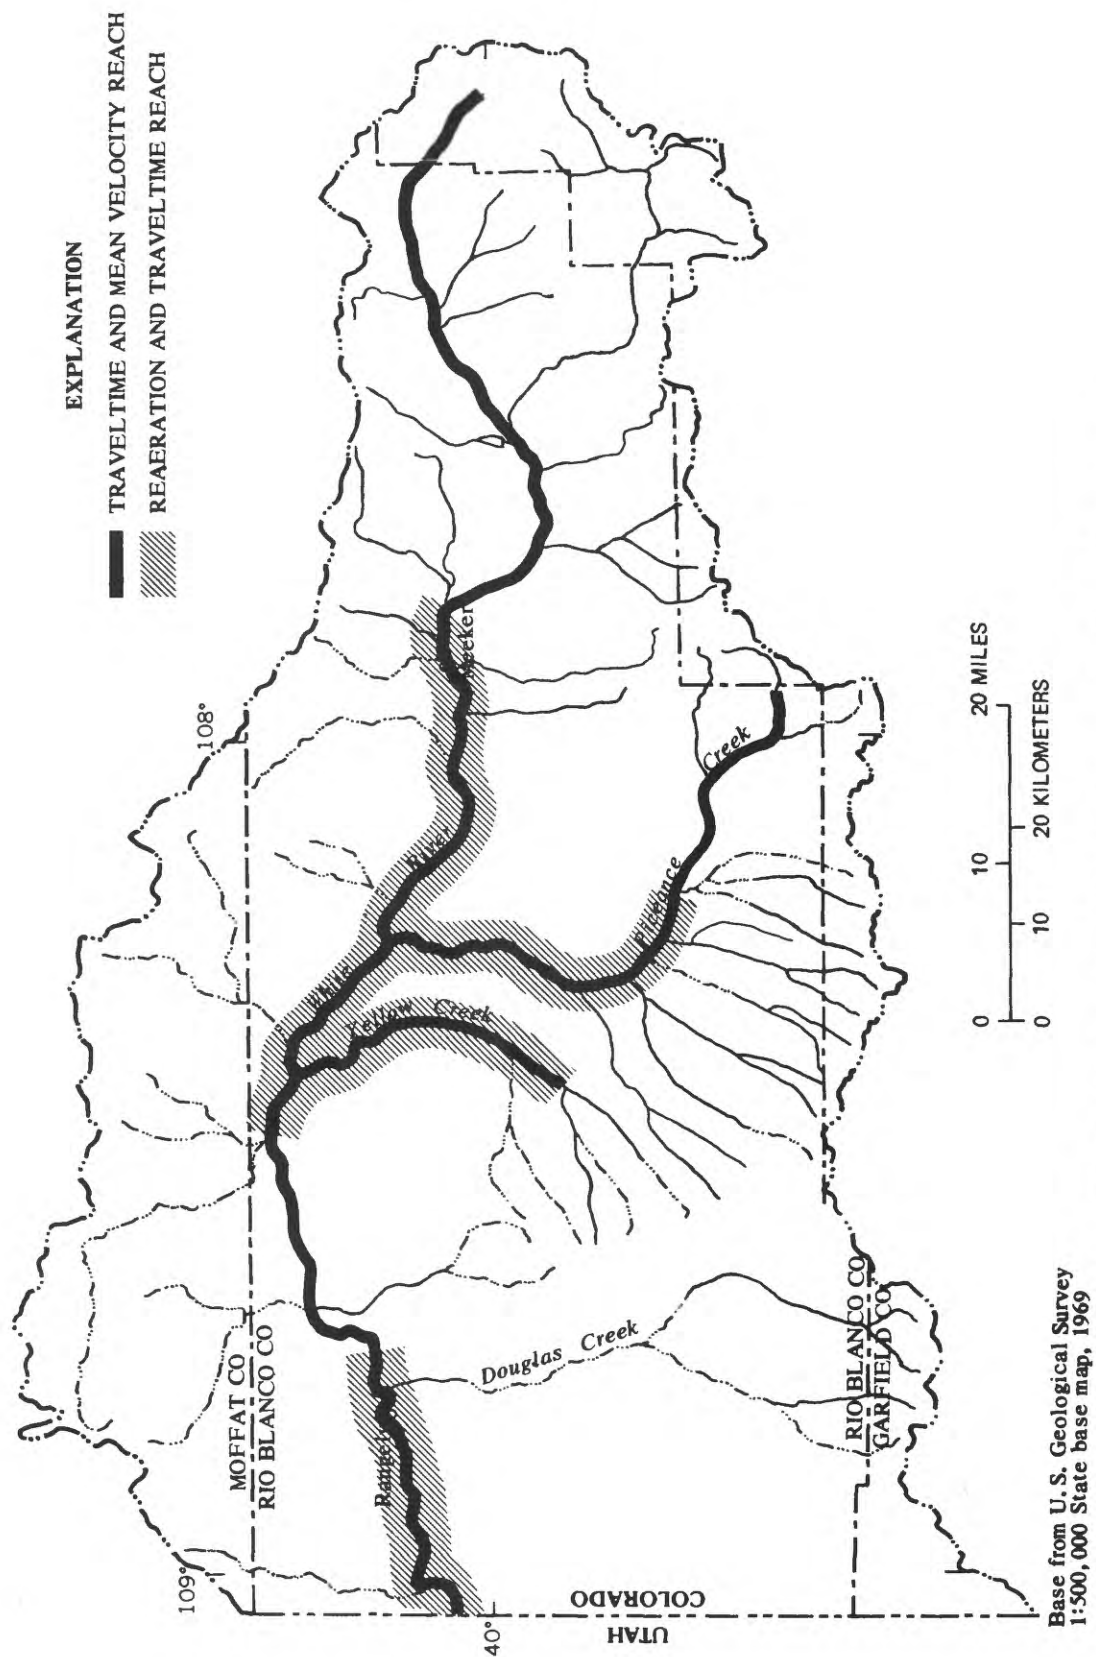 EXPLANATION
TRAVELTIME AND MEAN VELOCITY REACH
REAERATION AND TRAVELTIME REACH
108°
109°
40°
MOFFAT CO
RIO BLANCO CO
UTAH
COLORADO
White
River
Meeker
Yellow Creek
Piceance
Creek
Douglas Creek
RIO BLANCO CO
GARFIELD CO
0 10 20 MILES
0 10 20 KILOMETERS
Base from U.S. Geological Survey
1:500,000 State base map, 1969